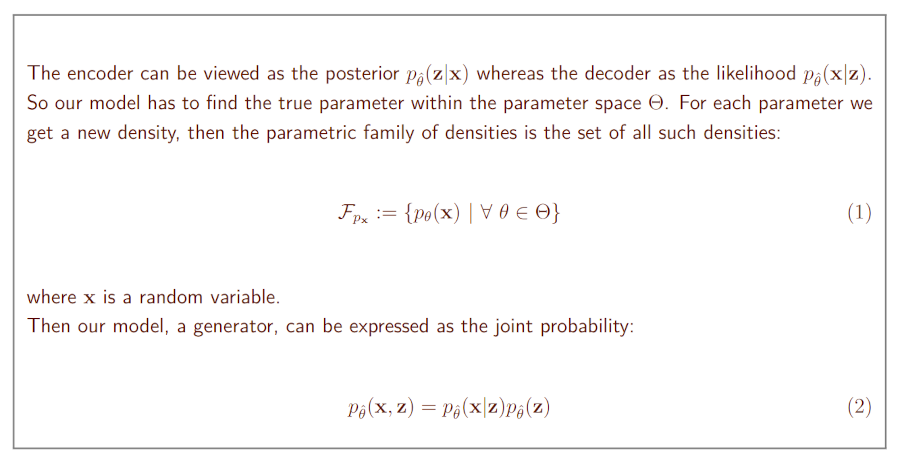 The encoder can be viewed as the posterior $p_{\hat{\theta}}(\mathbf{z}|\mathbf{x})$ whereas the decoder as the likelihood $p_{\hat{\theta}}(\mathbf{x}|\mathbf{z})$.
So our model has to find the true parameter within the parameter space $\Theta$. For each parameter we
get a new density, then the parametric family of densities is the set of all such densities:
$\mathcal{F}_{p_{\mathbf{x}}} := \{p_{\theta}(\mathbf{x}) \mid \forall\ \theta \in \Theta\}$ (1)
where $\mathbf{x}$ is a random variable.
Then our model, a generator, can be expressed as the joint probability:
$p_{\hat{\theta}}(\mathbf{x}, \mathbf{z}) = p_{\hat{\theta}}(\mathbf{x}|\mathbf{z})p_{\hat{\theta}}(\mathbf{z})$ (2)